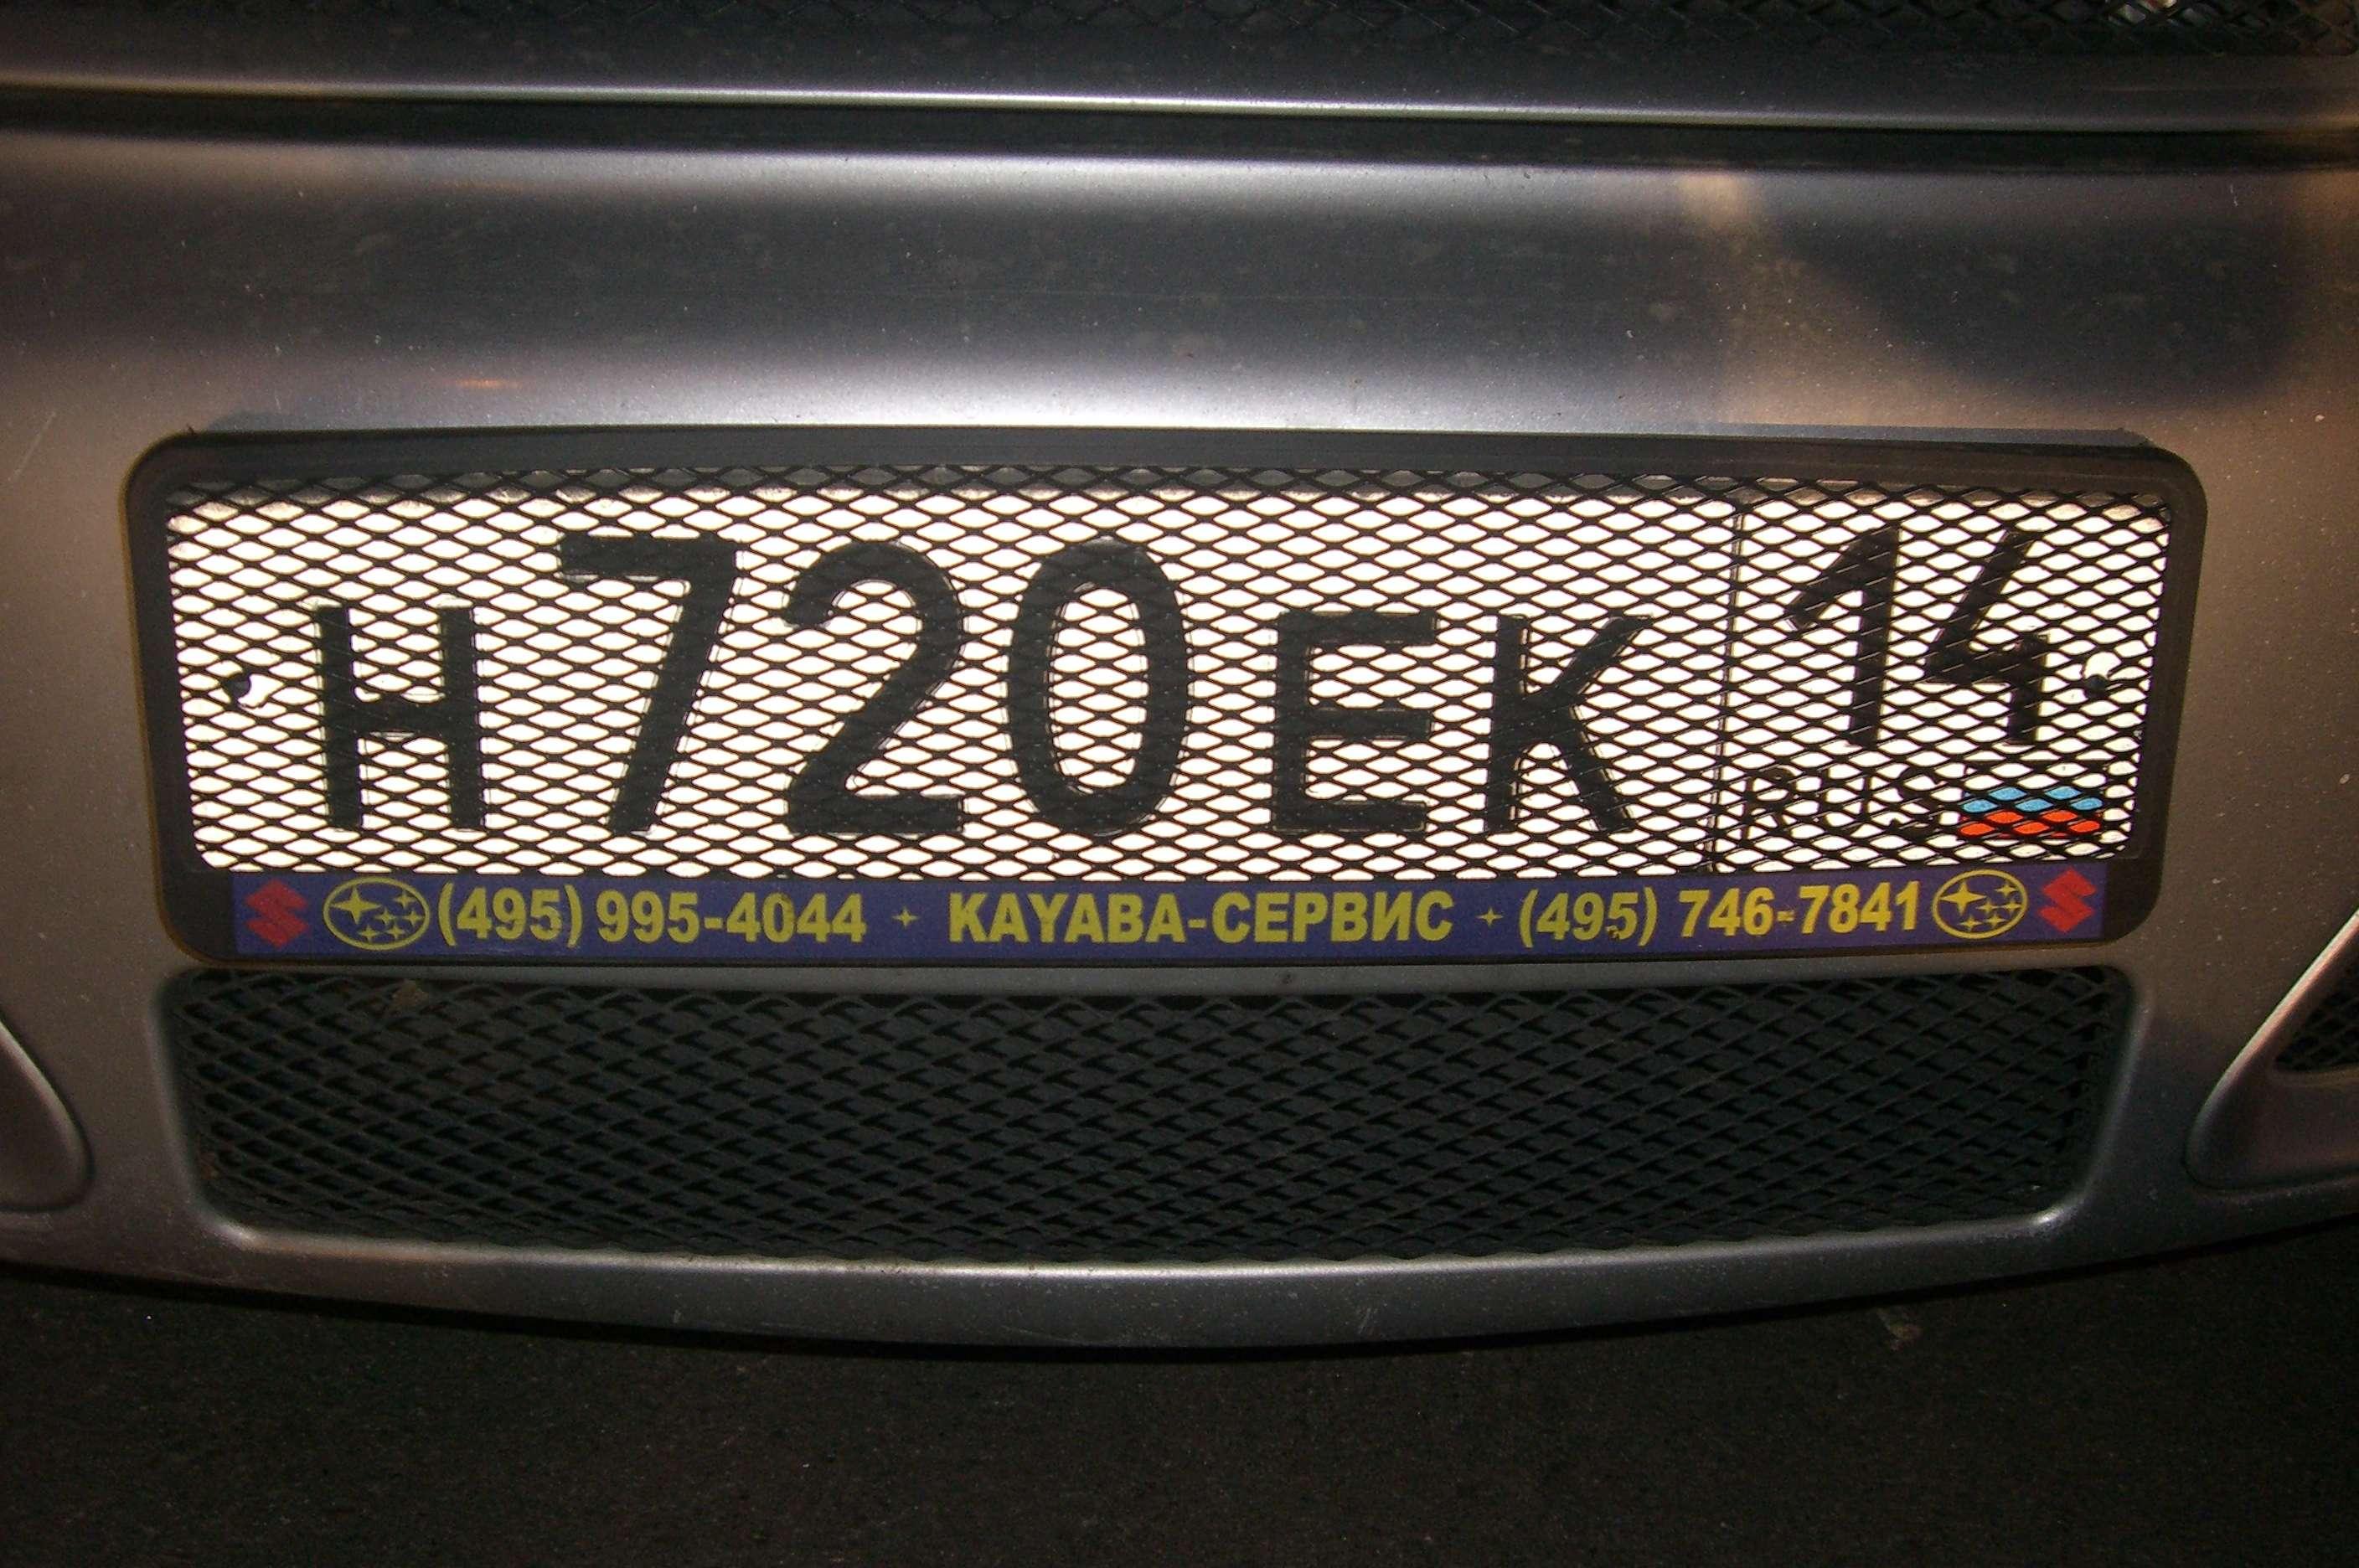 Н720ЕК 14
RUS
(495) 995-4044 + KAYABA-СЕРВИС + (495) 746-7841